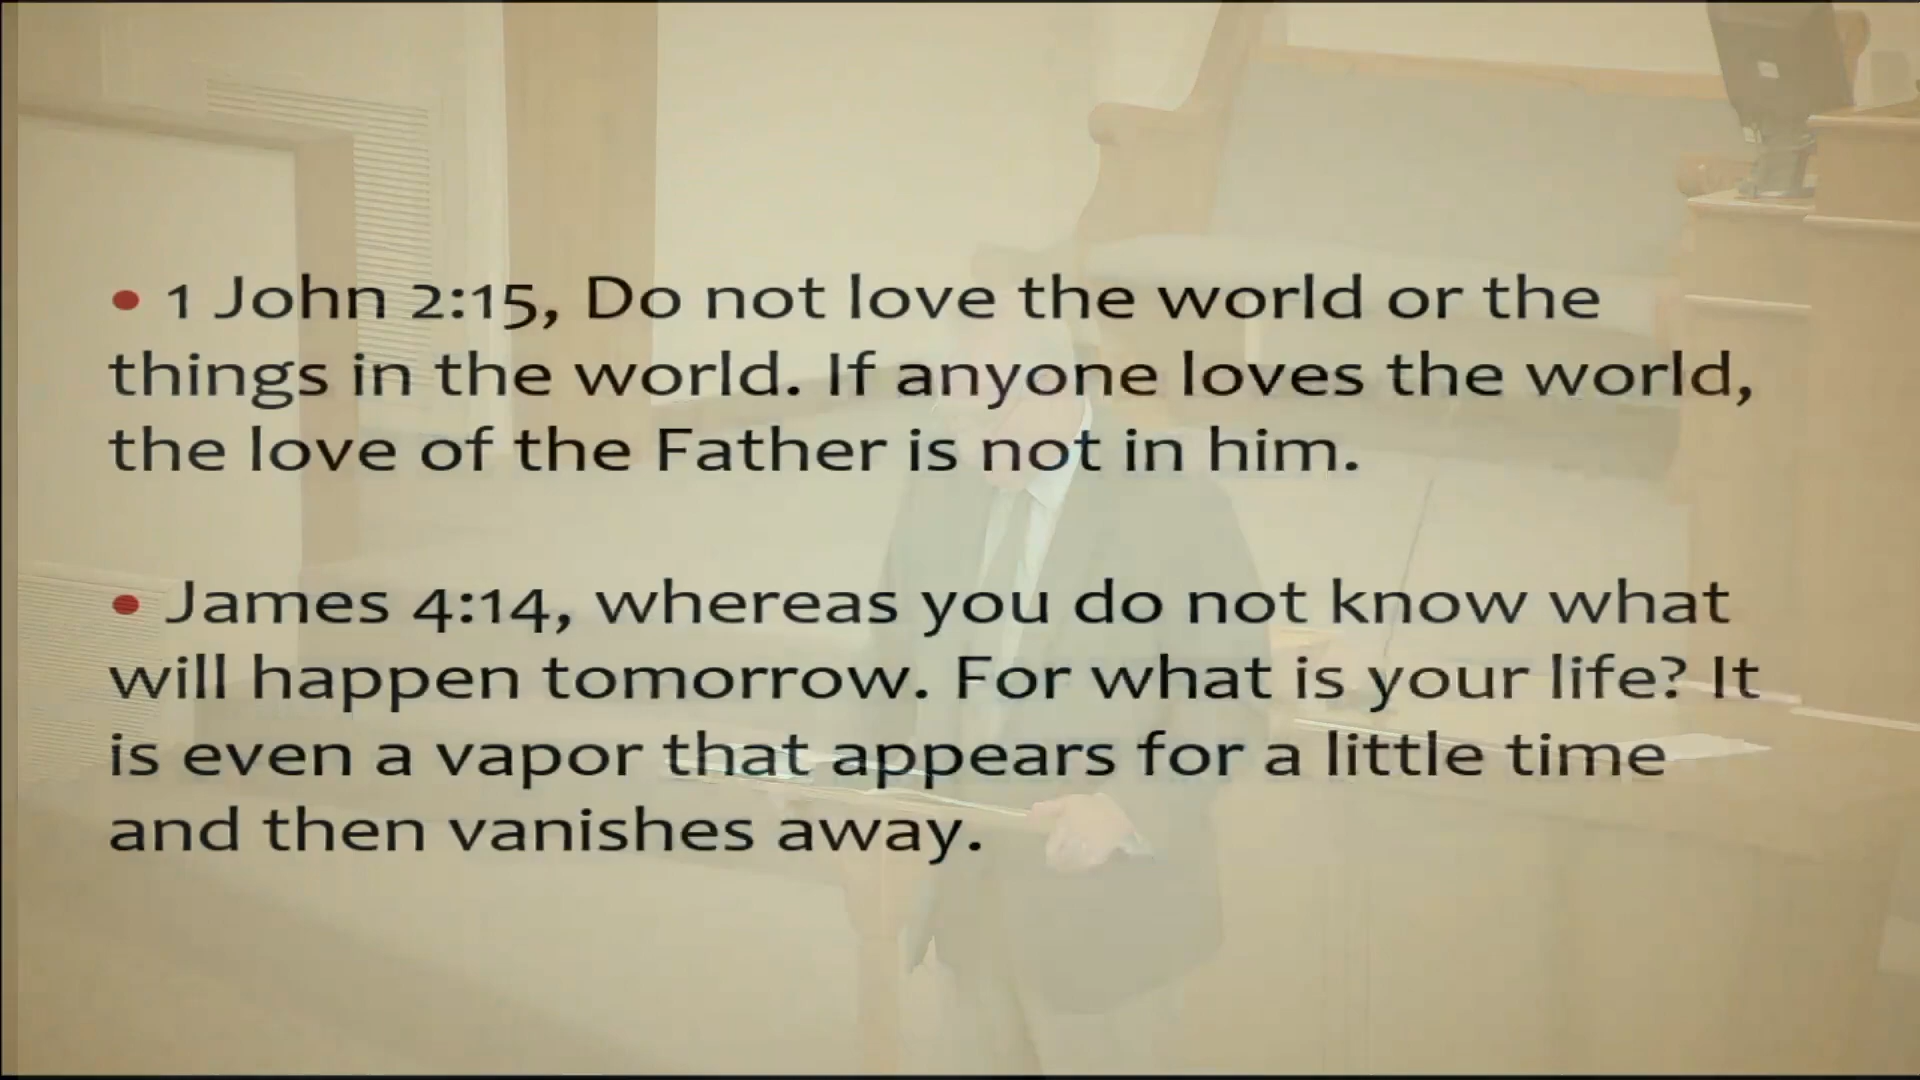 • 1 John 2:15, Do not love the world or the
things in the world. If anyone loves the world,
the love of the Father is not in him.
• James 4:14, whereas you do not know what
will happen tomorrow. For what is your life? It
is even a vapor that appears for a little time
and then vanishes away.